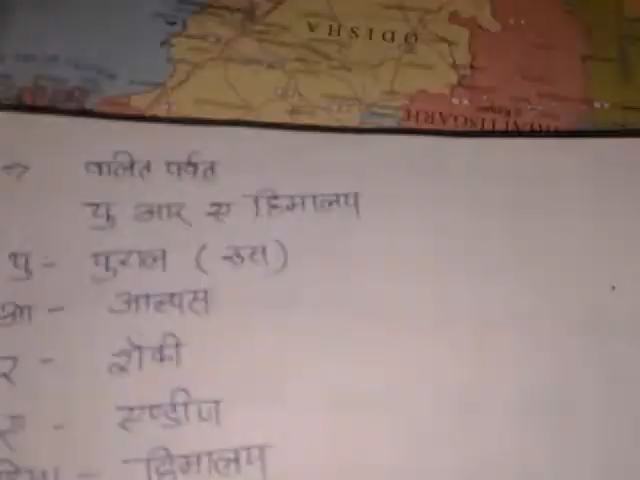 ODISHA
CHHATTISGARH
→ वलित पर्वत
यु आर ए हिमालय
यु - युराल (रूस)
आ - आल्पस
र - रोकी
ए - एण्डीज
हिमा - हिमालय